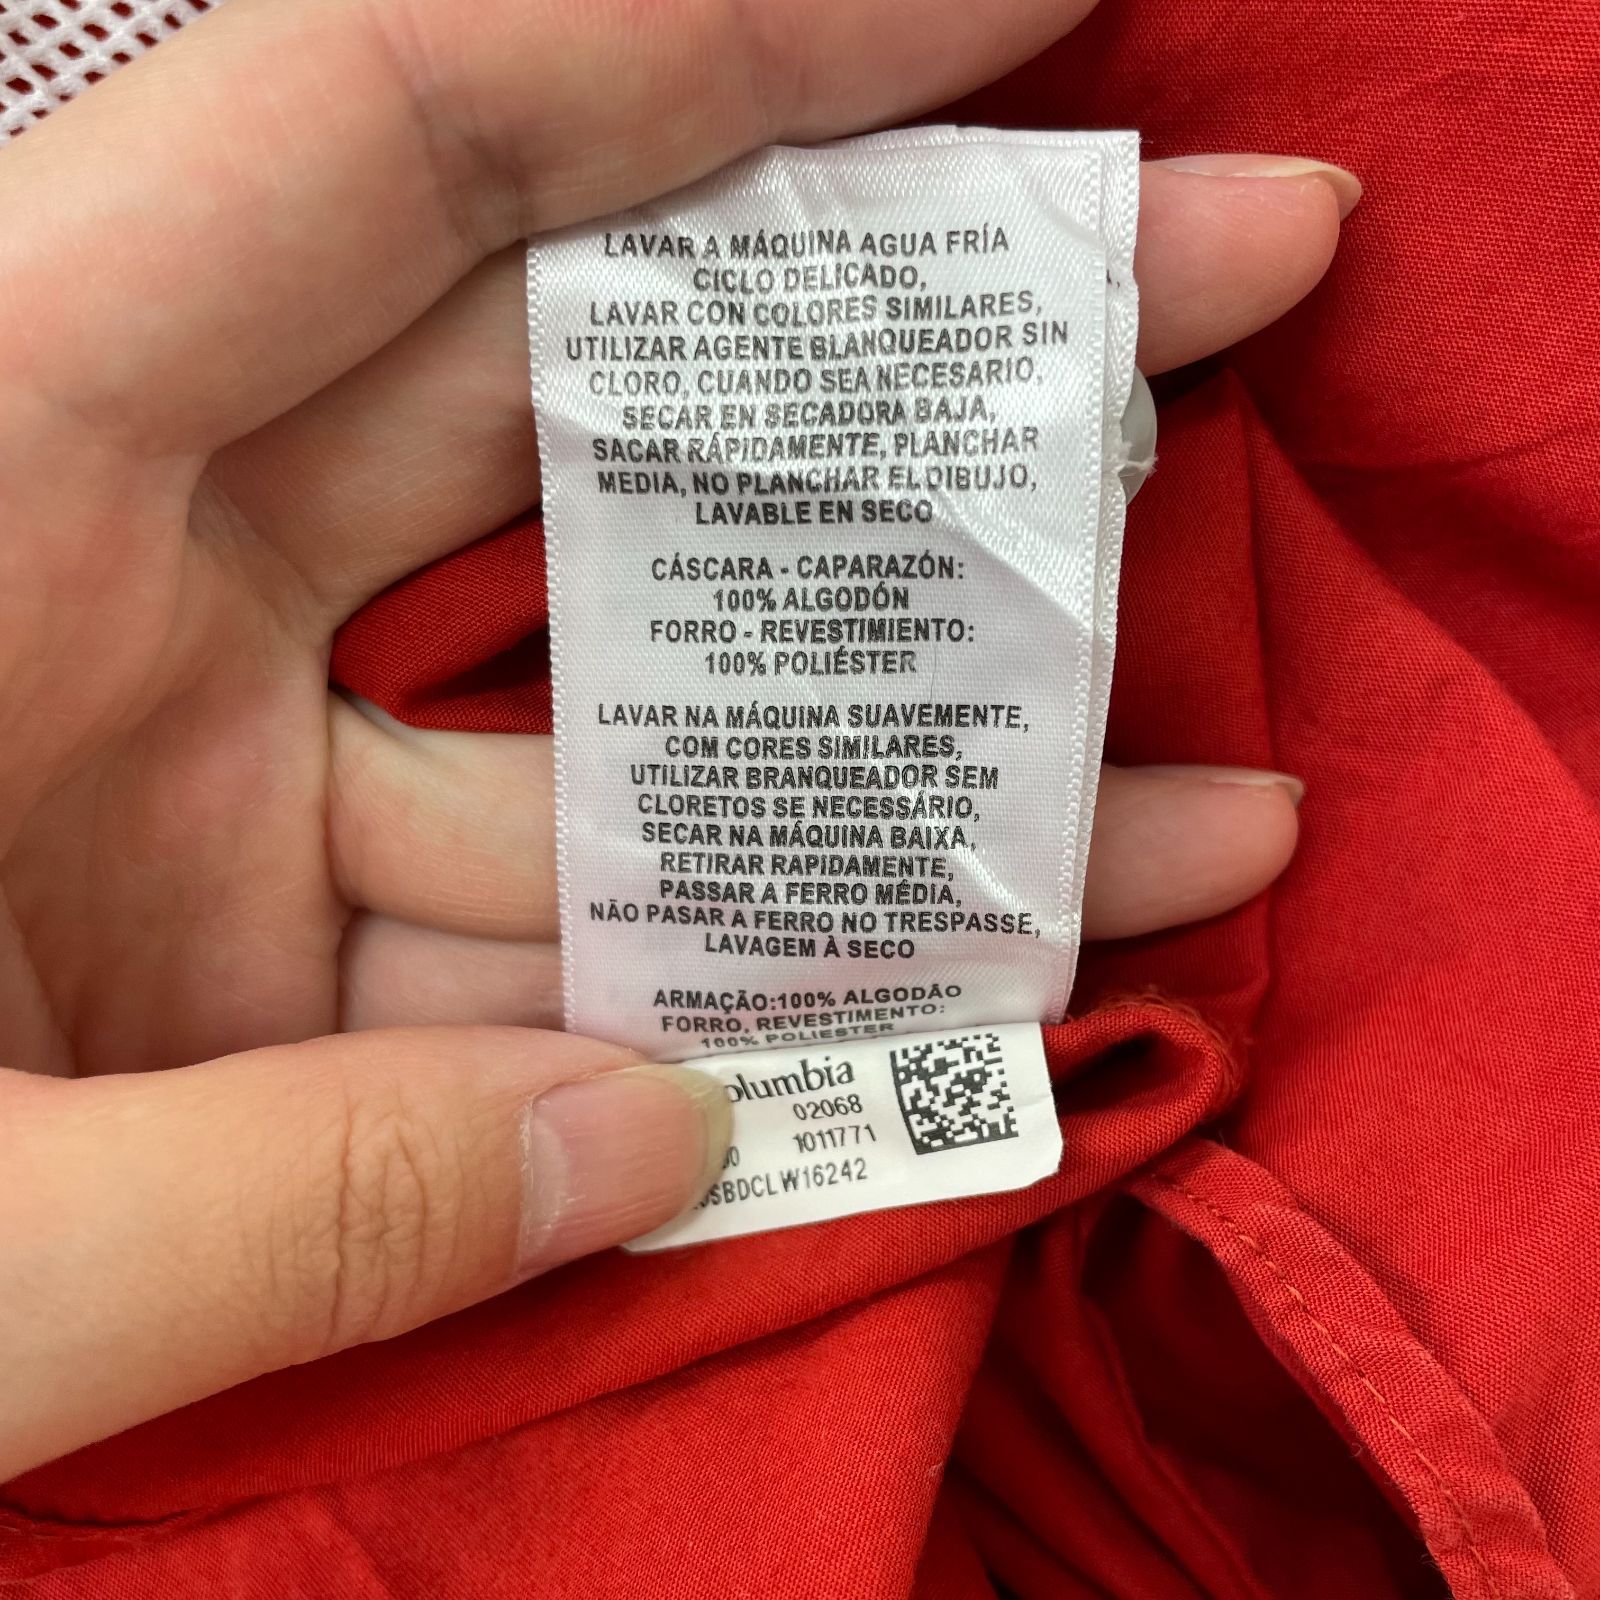 LAVAR A MÁQUINA AGUA FRÍA
CICLO DELICADO,
LAVAR CON COLORES SIMILARES,
UTILIZAR AGENTE BLANQUEADOR SIN
CLORO, CUANDO SEA NECESARIO,
SECAR EN SECADORA BAJA,
SACAR RÁPIDAMENTE, PLANCHAR
MEDIA, NO PLANCHAR EL DIBUJO,
LAVABLE EN SECO
CÁSCARA - CAPARAZÓN:
100% ALGODÓN
FORRO - REVESTIMIENTO:
100% POLIÉSTER
LAVAR NA MÁQUINA SUAVEMENTE,
COM CORES SIMILARES,
UTILIZAR BRANQUEADOR SEM
CLORETOS SE NECESSÁRIO,
SECAR NA MÁQUINA BAIXA,
RETIRAR RAPIDAMENTE,
PASSAR A FERRO MÉDIA,
NÃO PASAR A FERRO NO TRESPASSE,
LAVAGEM À SECO
ARMAÇÃO:100% ALGODÃO
FORRO, REVESTIMENTO:
100% POLIESTER
olumbia
02068
1011771
SBDCLW16242